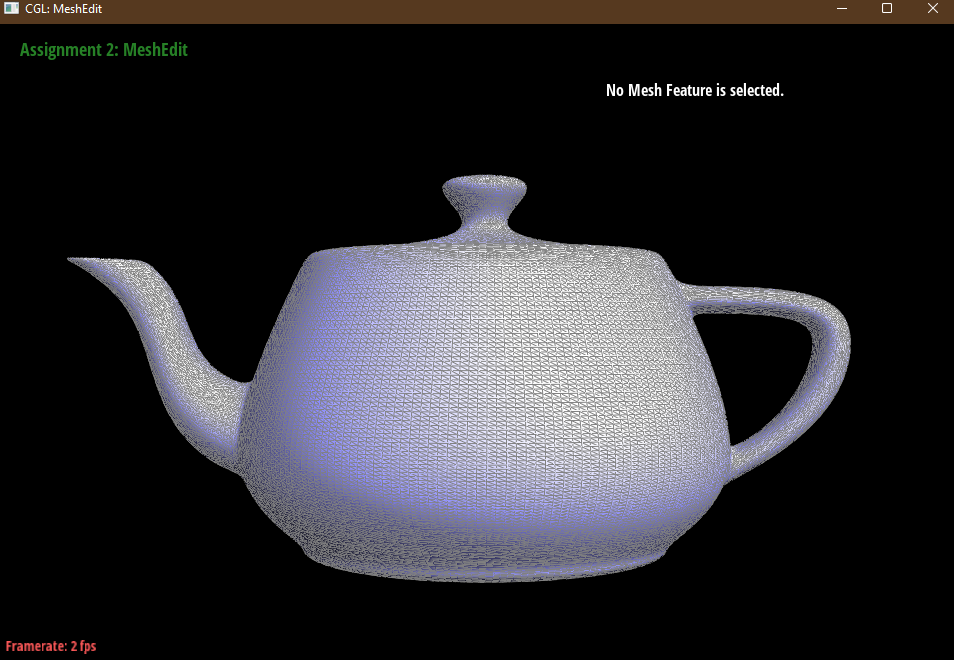 CGL: MeshEdit
Assignment 2: MeshEdit
No Mesh Feature is selected.
Framerate: 2 fps